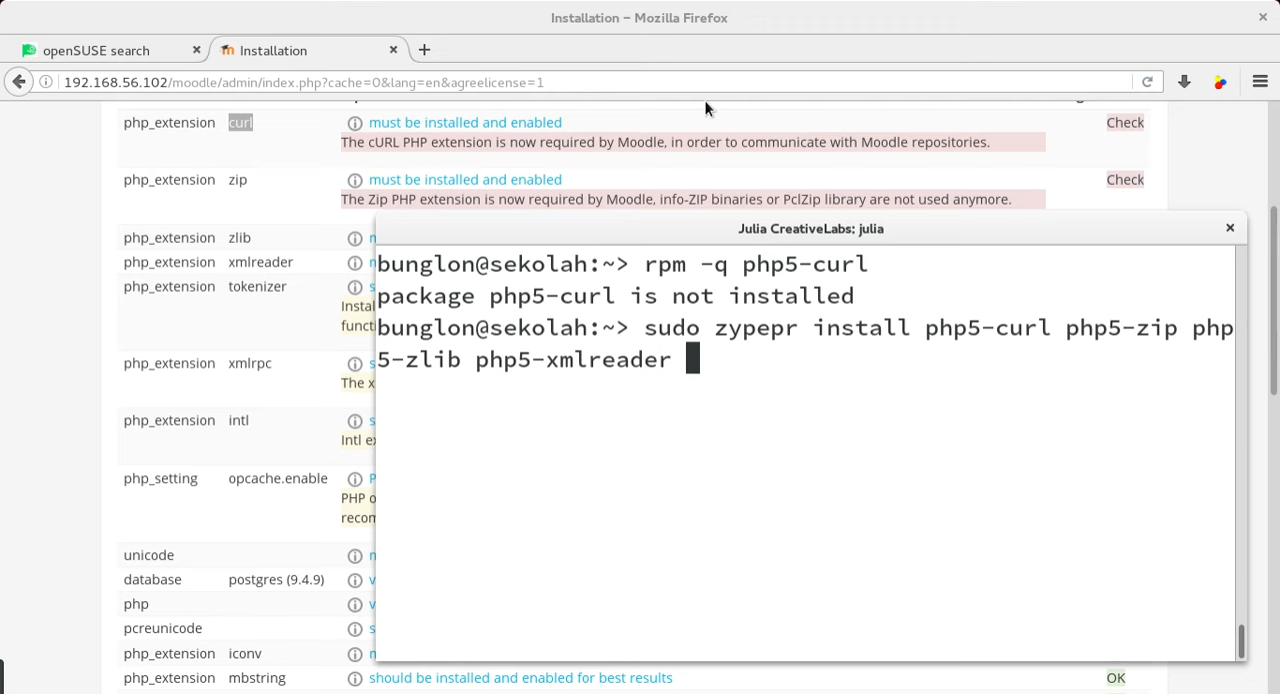 Installation – Mozilla Firefox
openSUSE search
Installation
192.168.56.102/moodle/admin/index.php?cache=0&lang=en&agreelicense=1
php_extension curl must be installed and enabled Check
The cURL PHP extension is now required by Moodle, in order to communicate with Moodle repositories.
php_extension zip must be installed and enabled Check
The Zip PHP extension is now required by Moodle, info-ZIP binaries or PclZip library are not used anymore.
Julia CreativeLabs; julia
bunglon@sekolah:~> rpm -q php5-curl
package php5-curl is not installed
bunglon@sekolah:~> sudo zypepr install php5-curl php5-zip php
5-zlib php5-xmlreader
php_extension zlib
php_extension xmlreader
php_extension tokenizer
Instal
functi
php_extension xmlrpc
The x
php_extension intl
Intl ex
php_setting opcache.enable
PHP o
recom
unicode
database postgres (9.4.9)
php
pcreunicode
php_extension iconv
php_extension mbstring should be installed and enabled for best results OK